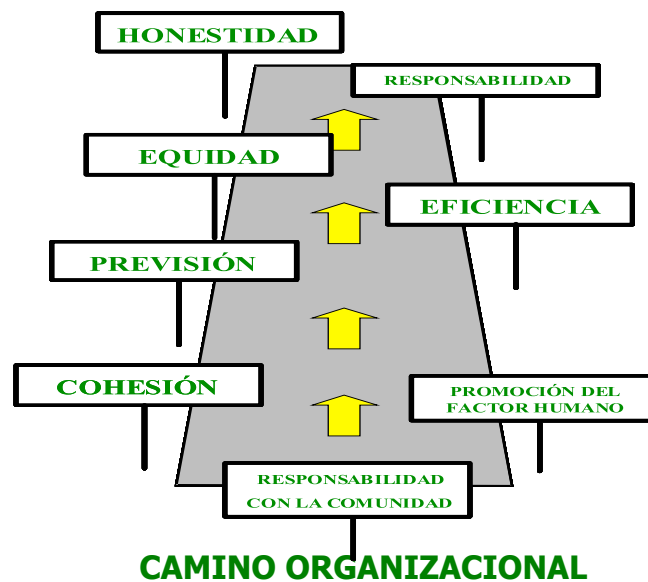 HONESTIDAD
RESPONSABILIDAD
EQUIDAD
EFICIENCIA
PREVISIÓN
COHESIÓN
PROMOCIÓN DEL
FACTOR HUMANO
RESPONSABILIDAD
CON LA COMUNIDAD
CAMINO ORGANIZACIONAL